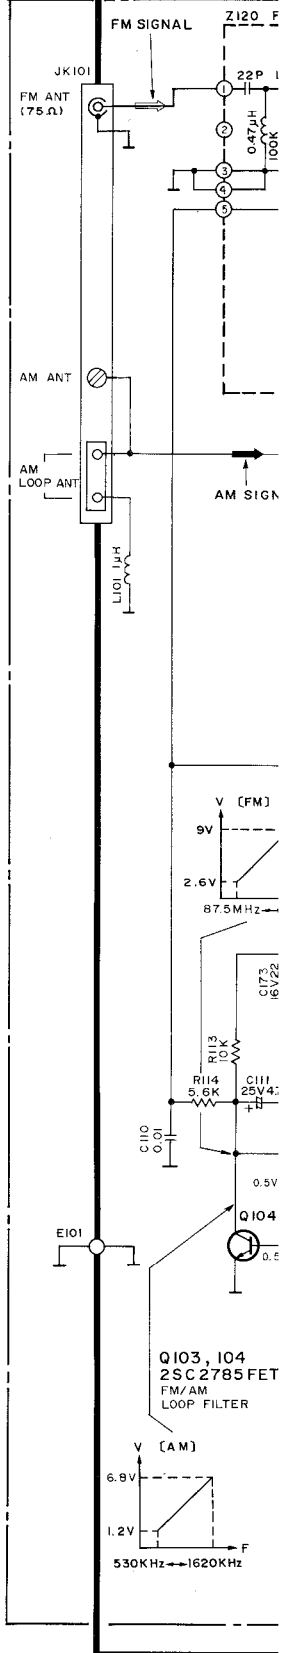 FM SIGNAL
Z120 F
JK101
FM ANT
(75Ω)
1
22P
2
0.47μH
100K
3
4
5
AM ANT
AM
LOOP ANT
AM SIGN
L101 1μH
V [FM]
9V
2.6V
87.5MHz
C173
16V22
R113
10K
R114
5.6K
C111
25V4.
+
C110
0.01
0.5V
Q104
E101
0.5
Q103, 104
2SC2785FET
FM/AM
LOOP FILTER
V [AM]
6.8V
1.2V
F
530KHz↔1620KHz